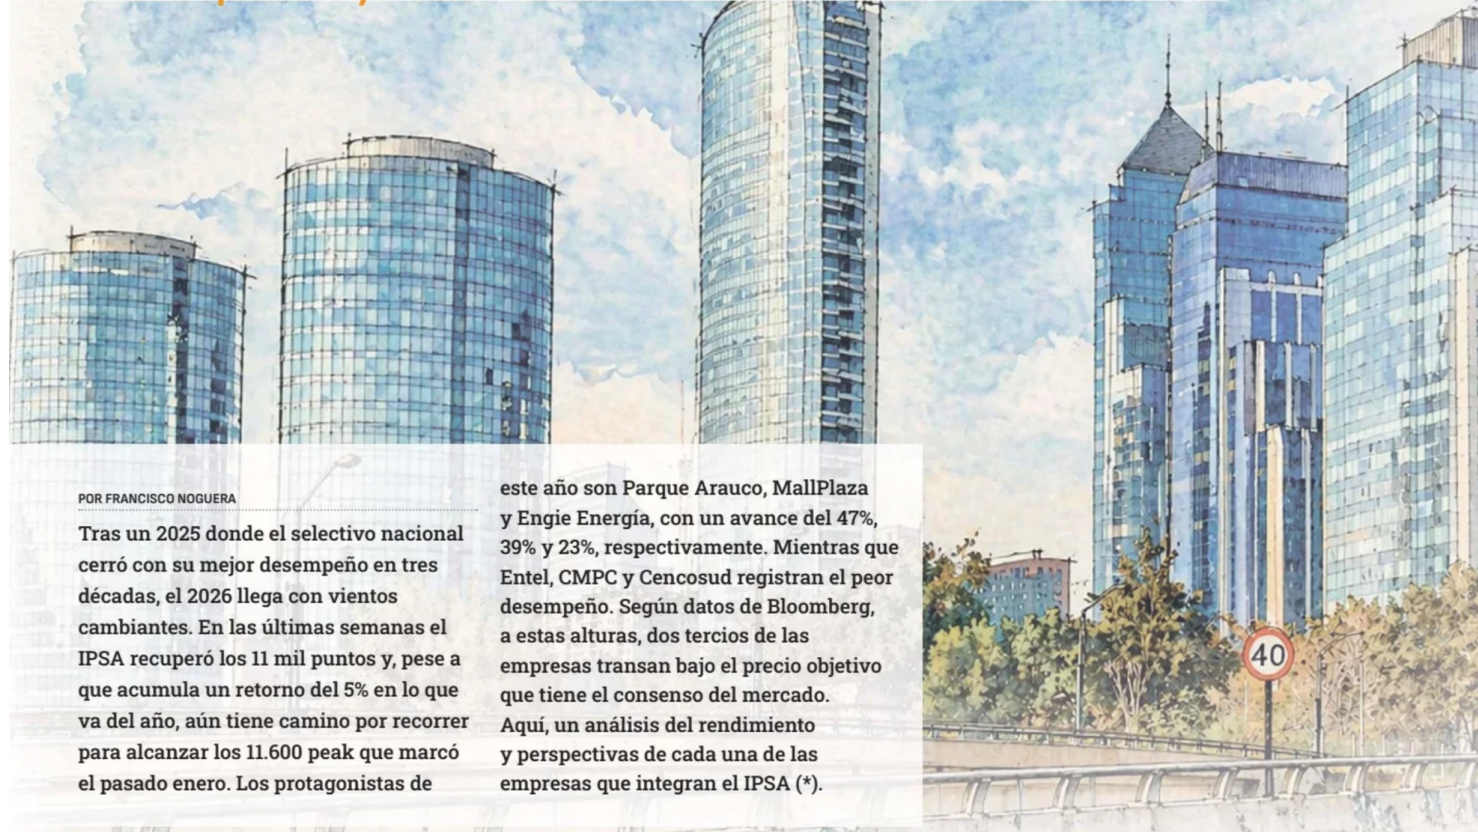 POR FRANCISCO NOGUERA
Tras un 2025 donde el selectivo nacional
cerró con su mejor desempeño en tres
décadas, el 2026 llega con vientos
cambiantes. En las últimas semanas el
IPSA recuperó los 11 mil puntos y, pese a
que acumula un retorno del 5% en lo que
va del año, aún tiene camino por recorrer
para alcanzar los 11.600 peak que marcó
el pasado enero. Los protagonistas de
este año son Parque Arauco, MallPlaza
y Engie Energía, con un avance del 47%,
39% y 23%, respectivamente. Mientras que
Entel, CMPC y Cencosud registran el peor
desempeño. Según datos de Bloomberg,
a estas alturas, dos tercios de las
empresas transan bajo el precio objetivo
que tiene el consenso del mercado.
Aquí, un análisis del rendimiento
y perspectivas de cada una de las
empresas que integran el IPSA (*).
40